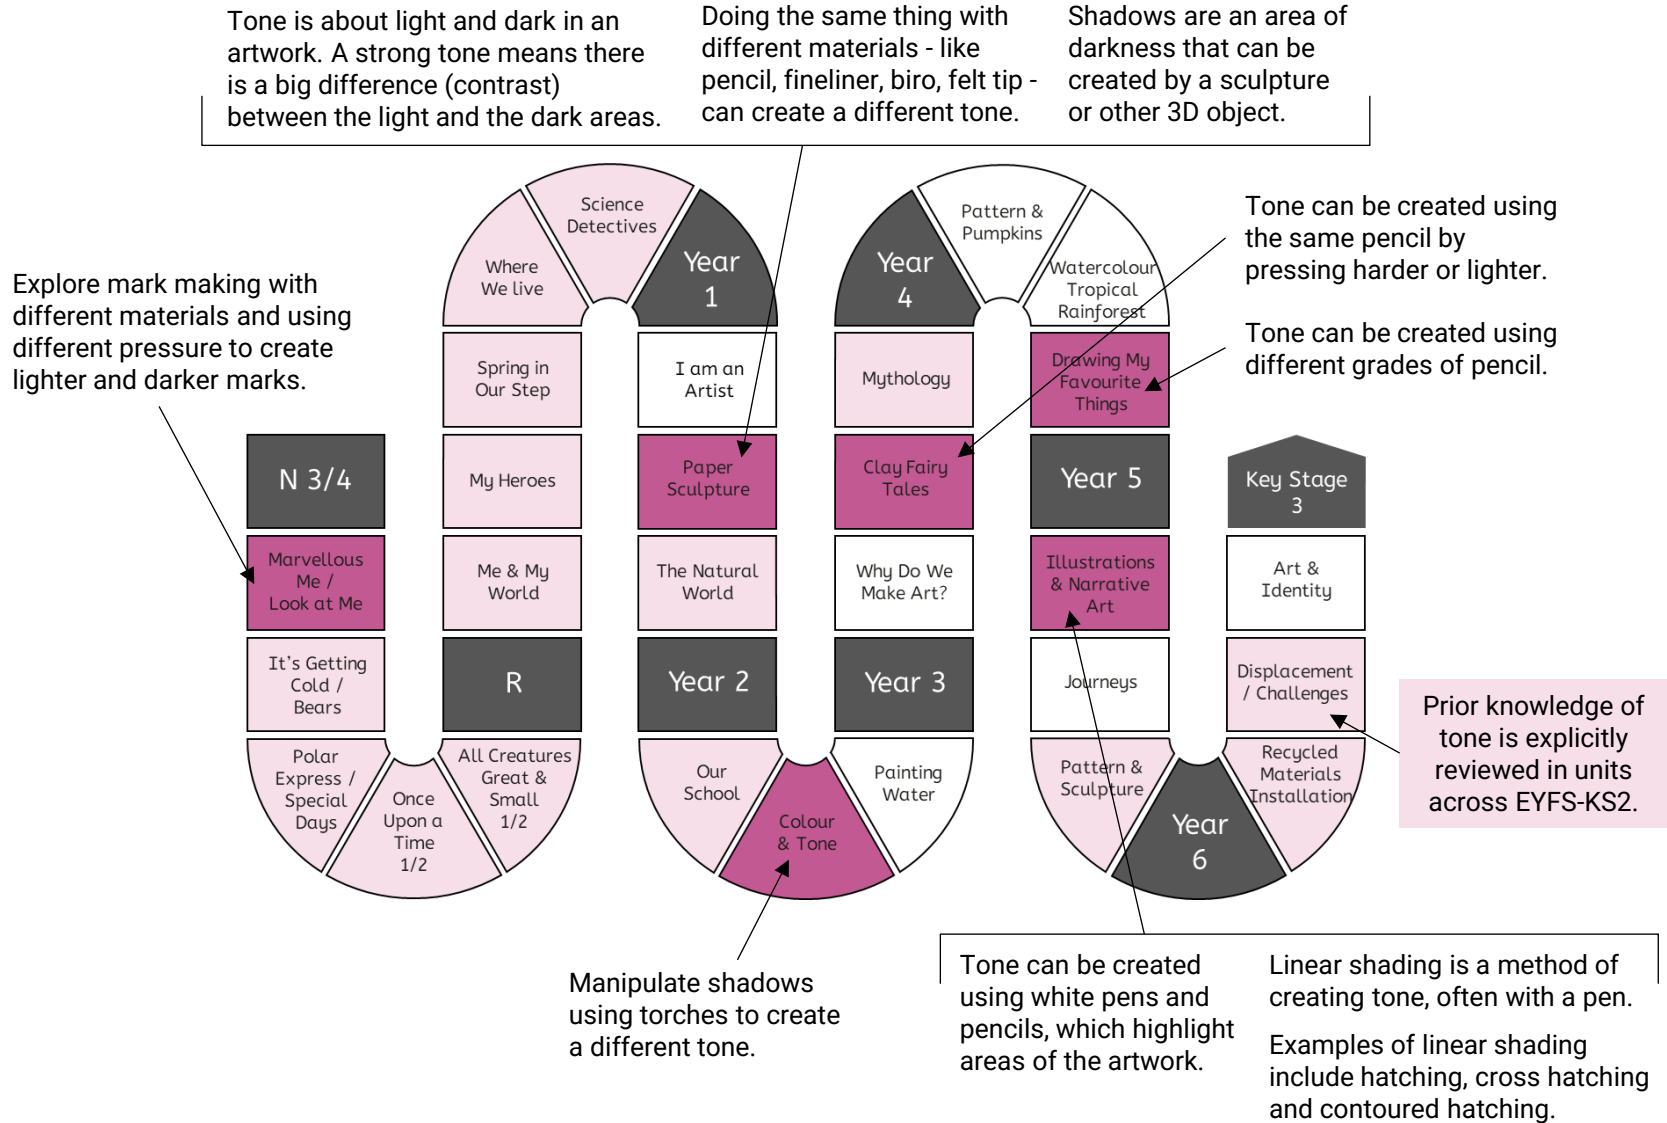 Tone is about light and dark in an
artwork. A strong tone means there
is a big difference (contrast)
between the light and the dark areas.
Doing the same thing with
different materials - like
pencil, fineliner, biro, felt tip -
can create a different tone.
Shadows are an area of
darkness that can be
created by a sculpture
or other 3D object.
Explore mark making with
different materials and using
different pressure to create
lighter and darker marks.
N 3/4
Marvellous
Me /
Look at Me
It's Getting
Cold /
Bears
Polar
Express /
Special
Days
Once
Upon a
Time
1/2
All Creatures
Great &
Small
1/2
R
Me & My
World
My Heroes
Spring in
Our Step
Where
We live
Science
Detectives
Year
1
I am an
Artist
Paper
Sculpture
The Natural
World
Year 2
Our
School
Colour
& Tone
Painting
Water
Year 3
Why Do We
Make Art?
Clay Fairy
Tales
Mythology
Year
4
Pattern &
Pumpkins
Watercolour
Tropical
Rainforest
Drawing My
Favourite
Things
Year 5
Illustrations
& Narrative
Art
Journeys
Pattern &
Sculpture
Year
6
Recycled
Materials
Installation
Displacement
/ Challenges
Art &
Identity
Key Stage
3
Tone can be created using
the same pencil by
pressing harder or lighter.
Tone can be created using
different grades of pencil.
Prior knowledge of
tone is explicitly
reviewed in units
across EYFS-KS2.
Manipulate shadows
using torches to create
a different tone.
Tone can be created
using white pens and
pencils, which highlight
areas of the artwork.
Linear shading is a method of
creating tone, often with a pen.
Examples of linear shading
include hatching, cross hatching
and contoured hatching.